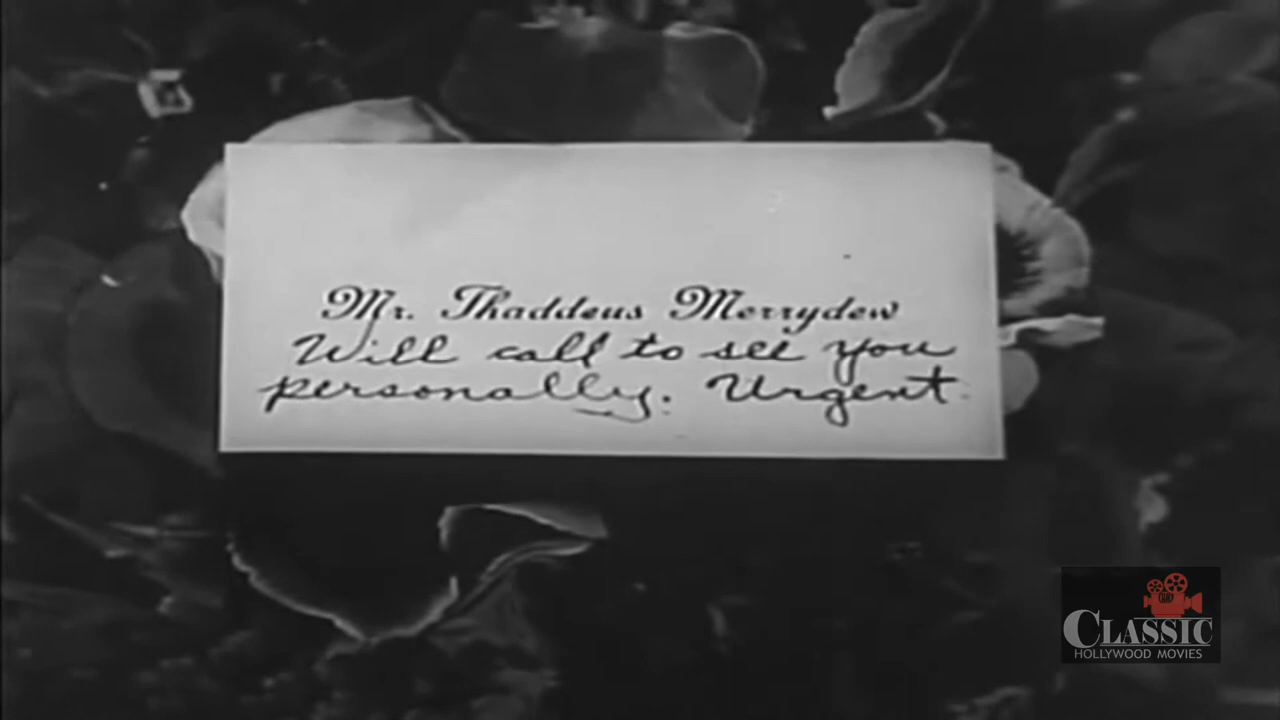 Mr. Thaddeus Merrydew
Will call to see you
personally. Urgent.
CLASSIC
HOLLYWOOD MOVIES